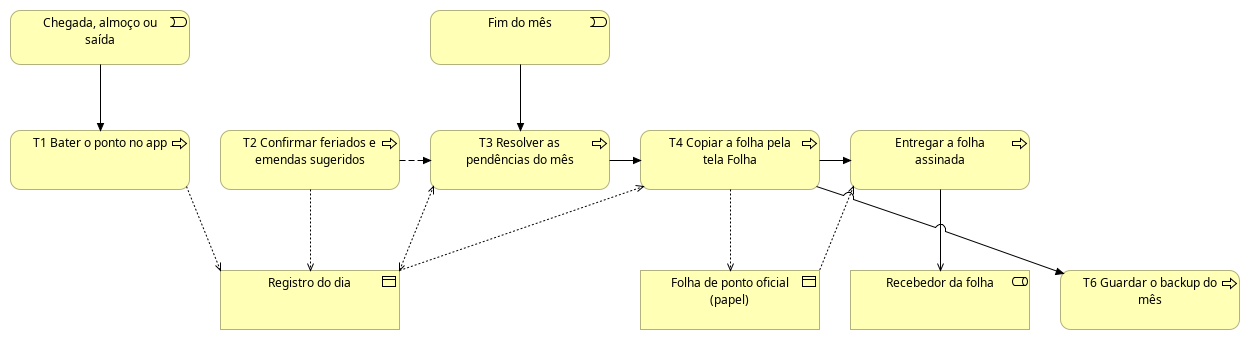 Chegada, almoço ou
saída
Fim do mês
T1 Bater o ponto no app
T2 Confirmar feriados e
emendas sugeridos
T3 Resolver as
pendências do mês
T4 Copiar a folha pela
tela Folha
Entregar a folha
assinada
Registro do dia
Folha de ponto oficial
(papel)
Recebedor da folha
T6 Guardar o backup do
mês